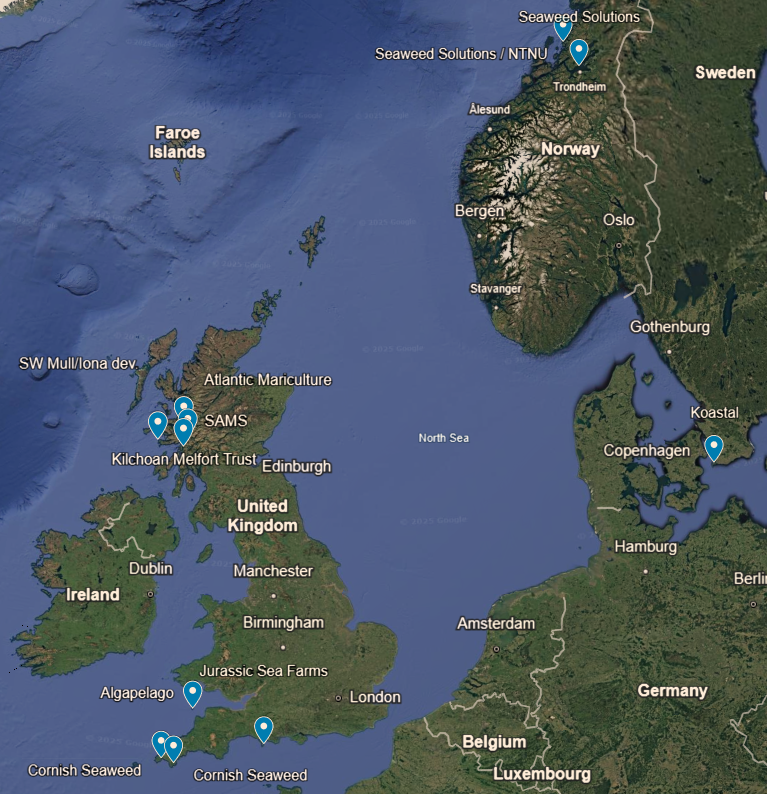 Seaweed Solutions
Seaweed Solutions / NTNU
Sweden
Trondheim
Ålesund
Faroe
Islands
Norway
Bergen
Oslo
Stavanger
Gothenburg
SW Mull/Iona dev.
Atlantic Mariculture
Koastal
SAMS
North Sea
Copenhagen
Kilchoan Melfort Trust
Edinburgh
United
Kingdom
Hamburg
Dublin
Manchester
Berlin
Ireland
Birmingham
Amsterdam
Jurassic Sea Farms
Algapelago
London
Germany
Belgium
Cornish Seaweed
Cornish Seaweed
Luxembourg